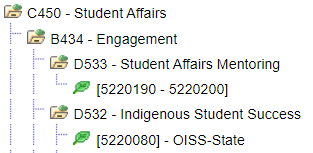 C450 - Student Affairs
B434 - Engagement
D533 - Student Affairs Mentoring
[5220190 - 5220200]
D532 - Indigenous Student Success
[5220080] - OISS-State